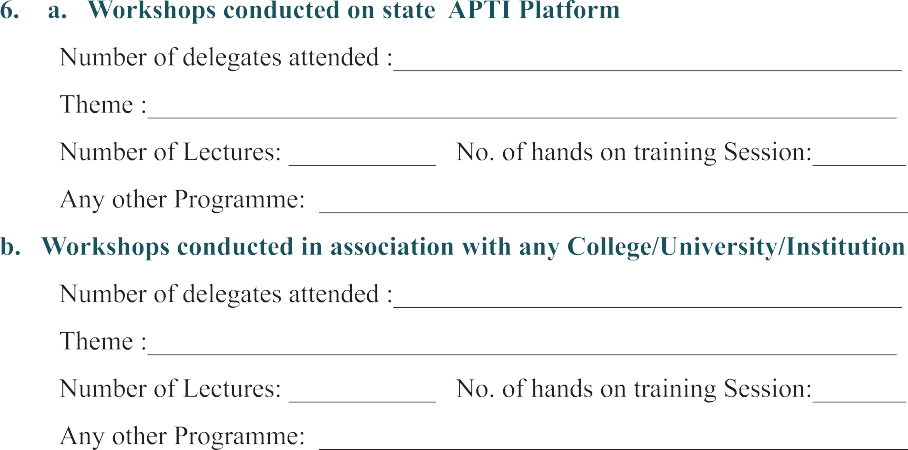 6. a. Workshops conducted on state APTI Platform
Number of delegates attended :
Theme :
Number of Lectures: No. of hands on training Session:
Any other Programme:
b. Workshops conducted in association with any College/University/Institution
Number of delegates attended :
Theme :
Number of Lectures: No. of hands on training Session:
Any other Programme: